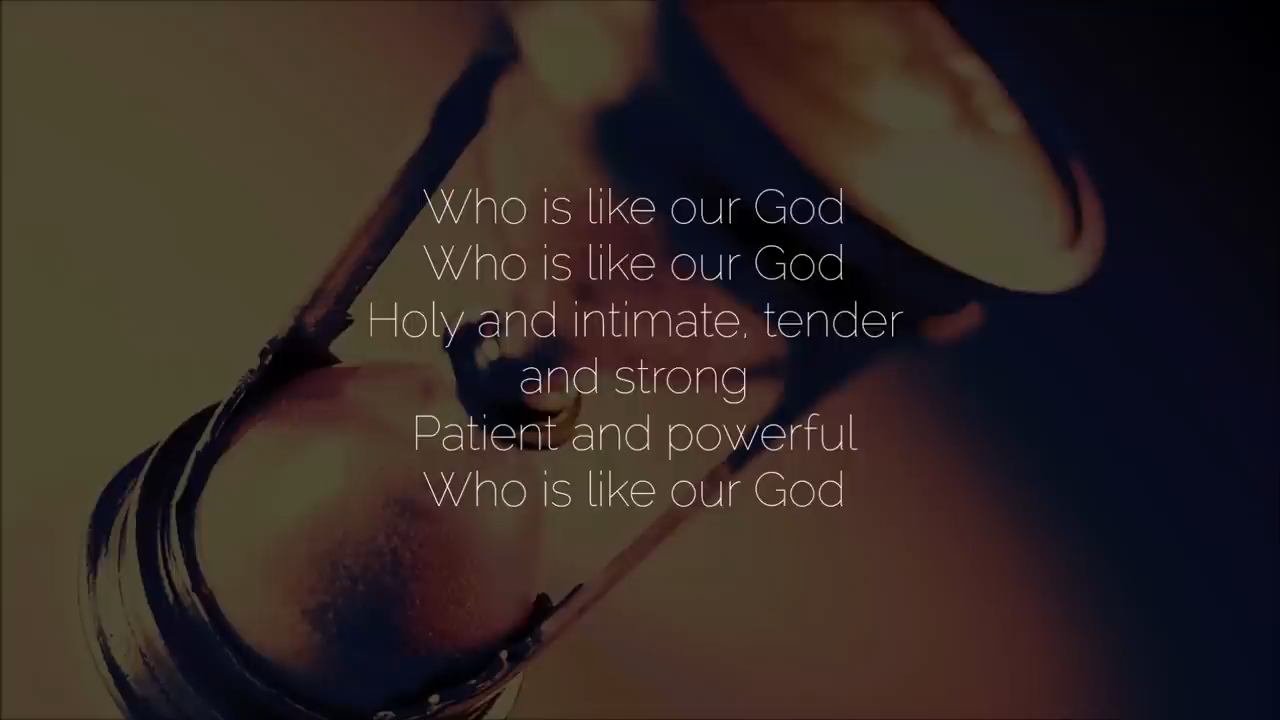 Who is like our God
Who is like our God
Holy and intimate, tender
and strong
Patient and powerful
Who is like our God